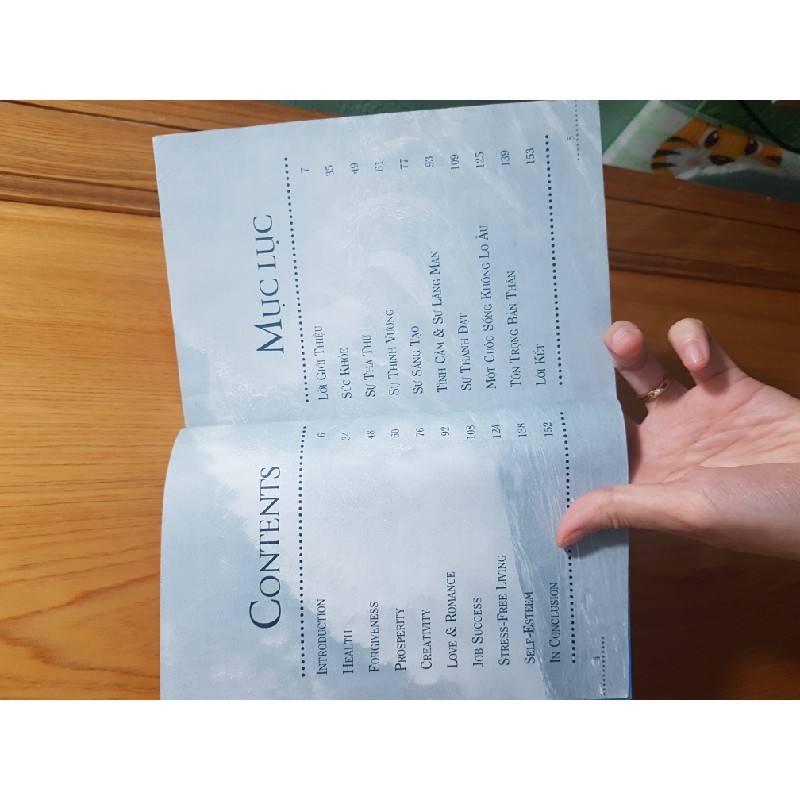 CONTENTS
INTRODUCTION 6
HEALTH 34
FORGIVENESS 48
PROSPERITY 60
CREATIVITY 76
LOVE & ROMANCE 92
JOB SUCCESS 108
STRESS-FREE LIVING 124
SELF-ESTEEM 138
IN CONCLUSION 152
4
MỤC LỤC
LỜI GIỚI THIỆU 7
SỨC KHỎE 35
SỰ THA THỨ 49
SỰ THỊNH VƯỢNG 61
SỰ SÁNG TẠO 77
TÌNH CẢM & SỰ LÃNG MẠN 93
SỰ THÀNH ĐẠT 109
MỘT CUỘC SỐNG KHÔNG LO ÂU 125
TÔN TRỌNG BẢN THÂN 139
LỜI KẾT 153
5